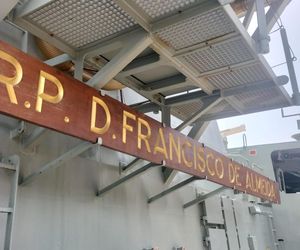 R.P. D. FRANCISCO DE ALMEIDA